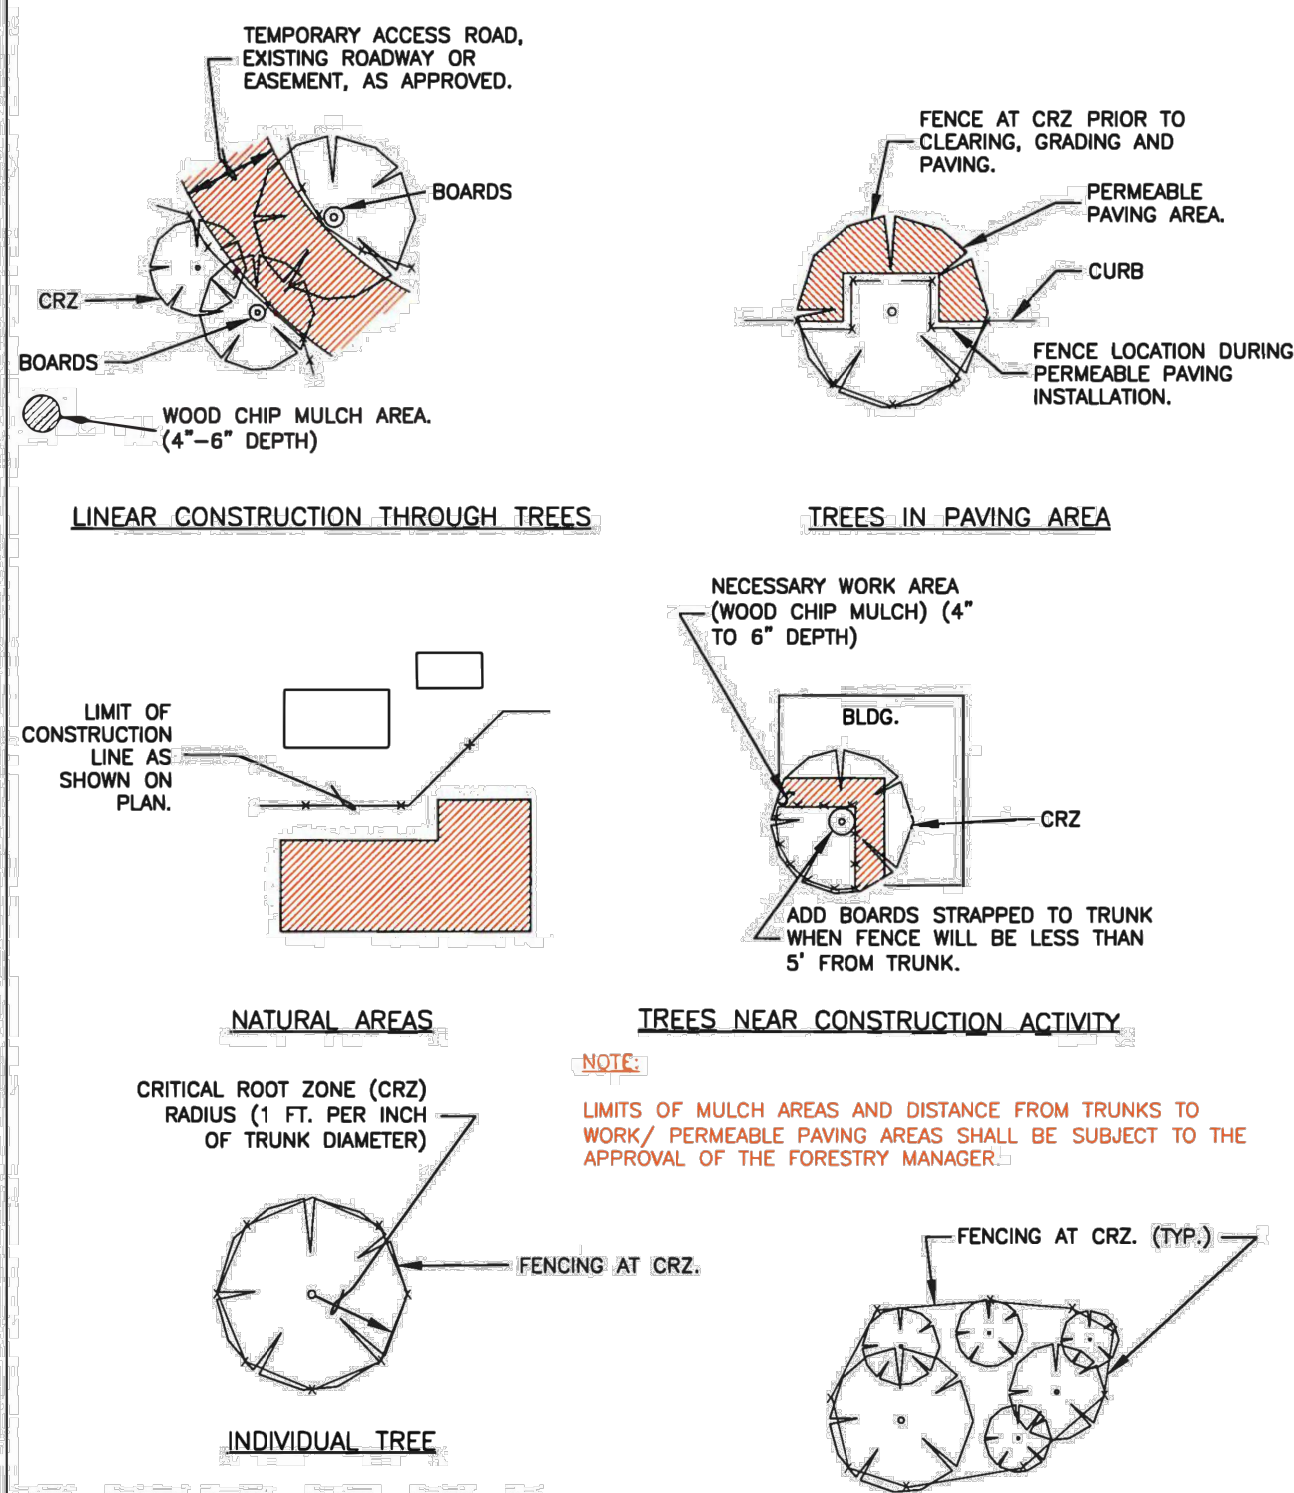 TEMPORARY ACCESS ROAD,
EXISTING ROADWAY OR
EASEMENT, AS APPROVED.
BOARDS
CRZ
BOARDS
WOOD CHIP MULCH AREA.
(4"-6" DEPTH)
LINEAR CONSTRUCTION THROUGH TREES
FENCE AT CRZ PRIOR TO
CLEARING, GRADING AND
PAVING.
PERMEABLE
PAVING AREA.
CURB
FENCE LOCATION DURING
PERMEABLE PAVING
INSTALLATION.
TREES IN PAVING AREA
LIMIT OF
CONSTRUCTION
LINE AS
SHOWN ON
PLAN.
NATURAL AREAS
NECESSARY WORK AREA
(WOOD CHIP MULCH) (4"
TO 6" DEPTH)
BLDG.
CRZ
ADD BOARDS STRAPPED TO TRUNK
WHEN FENCE WILL BE LESS THAN
5' FROM TRUNK.
TREES NEAR CONSTRUCTION ACTIVITY
NOTE:
LIMITS OF MULCH AREAS AND DISTANCE FROM TRUNKS TO
WORK/ PERMEABLE PAVING AREAS SHALL BE SUBJECT TO THE
APPROVAL OF THE FORESTRY MANAGER.
CRITICAL ROOT ZONE (CRZ)
RADIUS (1 FT. PER INCH
OF TRUNK DIAMETER)
FENCING AT CRZ.
INDIVIDUAL TREE
FENCING AT CRZ. (TYP.)